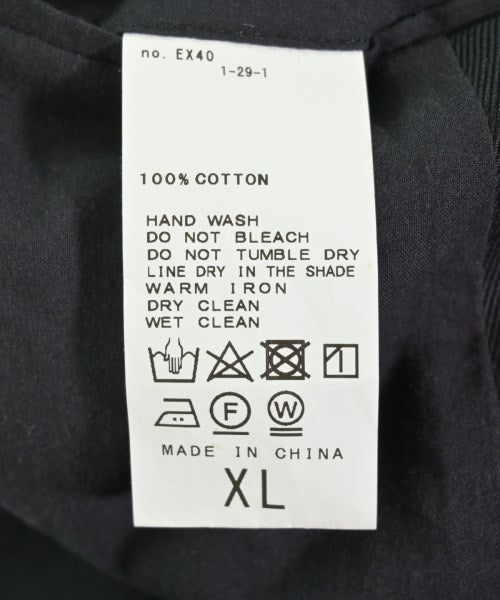 no. EX40
1-29-1
100% COTTON
HAND WASH
DO NOT BLEACH
DO NOT TUMBLE DRY
LINE DRY IN THE SHADE
WARM IRON
DRY CLEAN
WET CLEAN
F W
MADE IN CHINA
XL